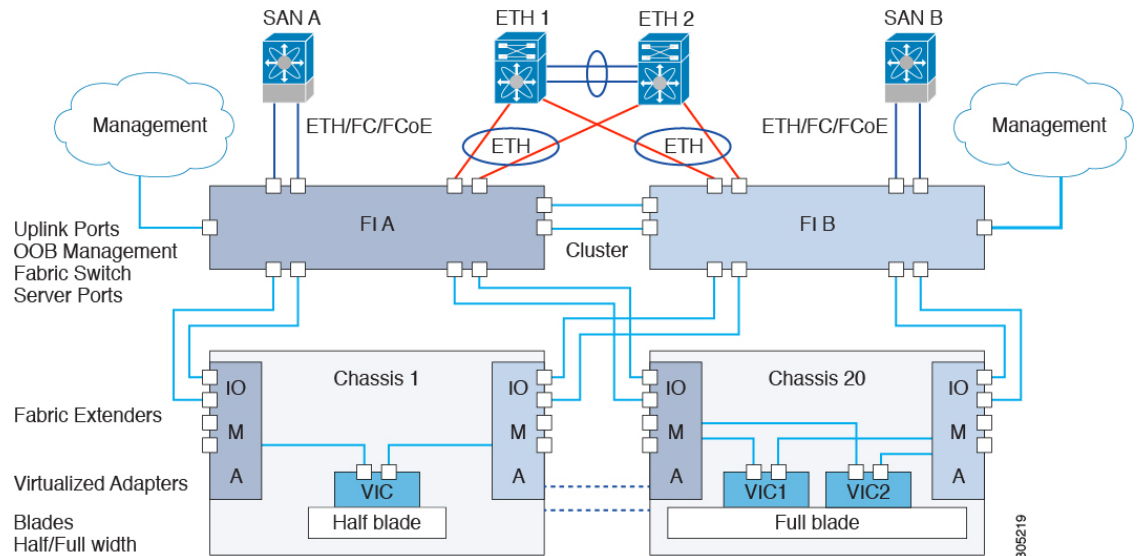 SAN A
ETH 1
ETH 2
SAN B
Management
ETH/FC/FCoE
ETH
ETH
ETH/FC/FCoE
Management
FI A
FI B
Cluster
Uplink Ports
OOB Management
Fabric Switch
Server Ports
Chassis 1
Chassis 20
IO
M
A
IO
M
A
IO
M
A
IO
M
A
Fabric Extenders
Virtualized Adapters
VIC
VIC1
VIC2
Blades
Half/Full width
Half blade
Full blade
305219